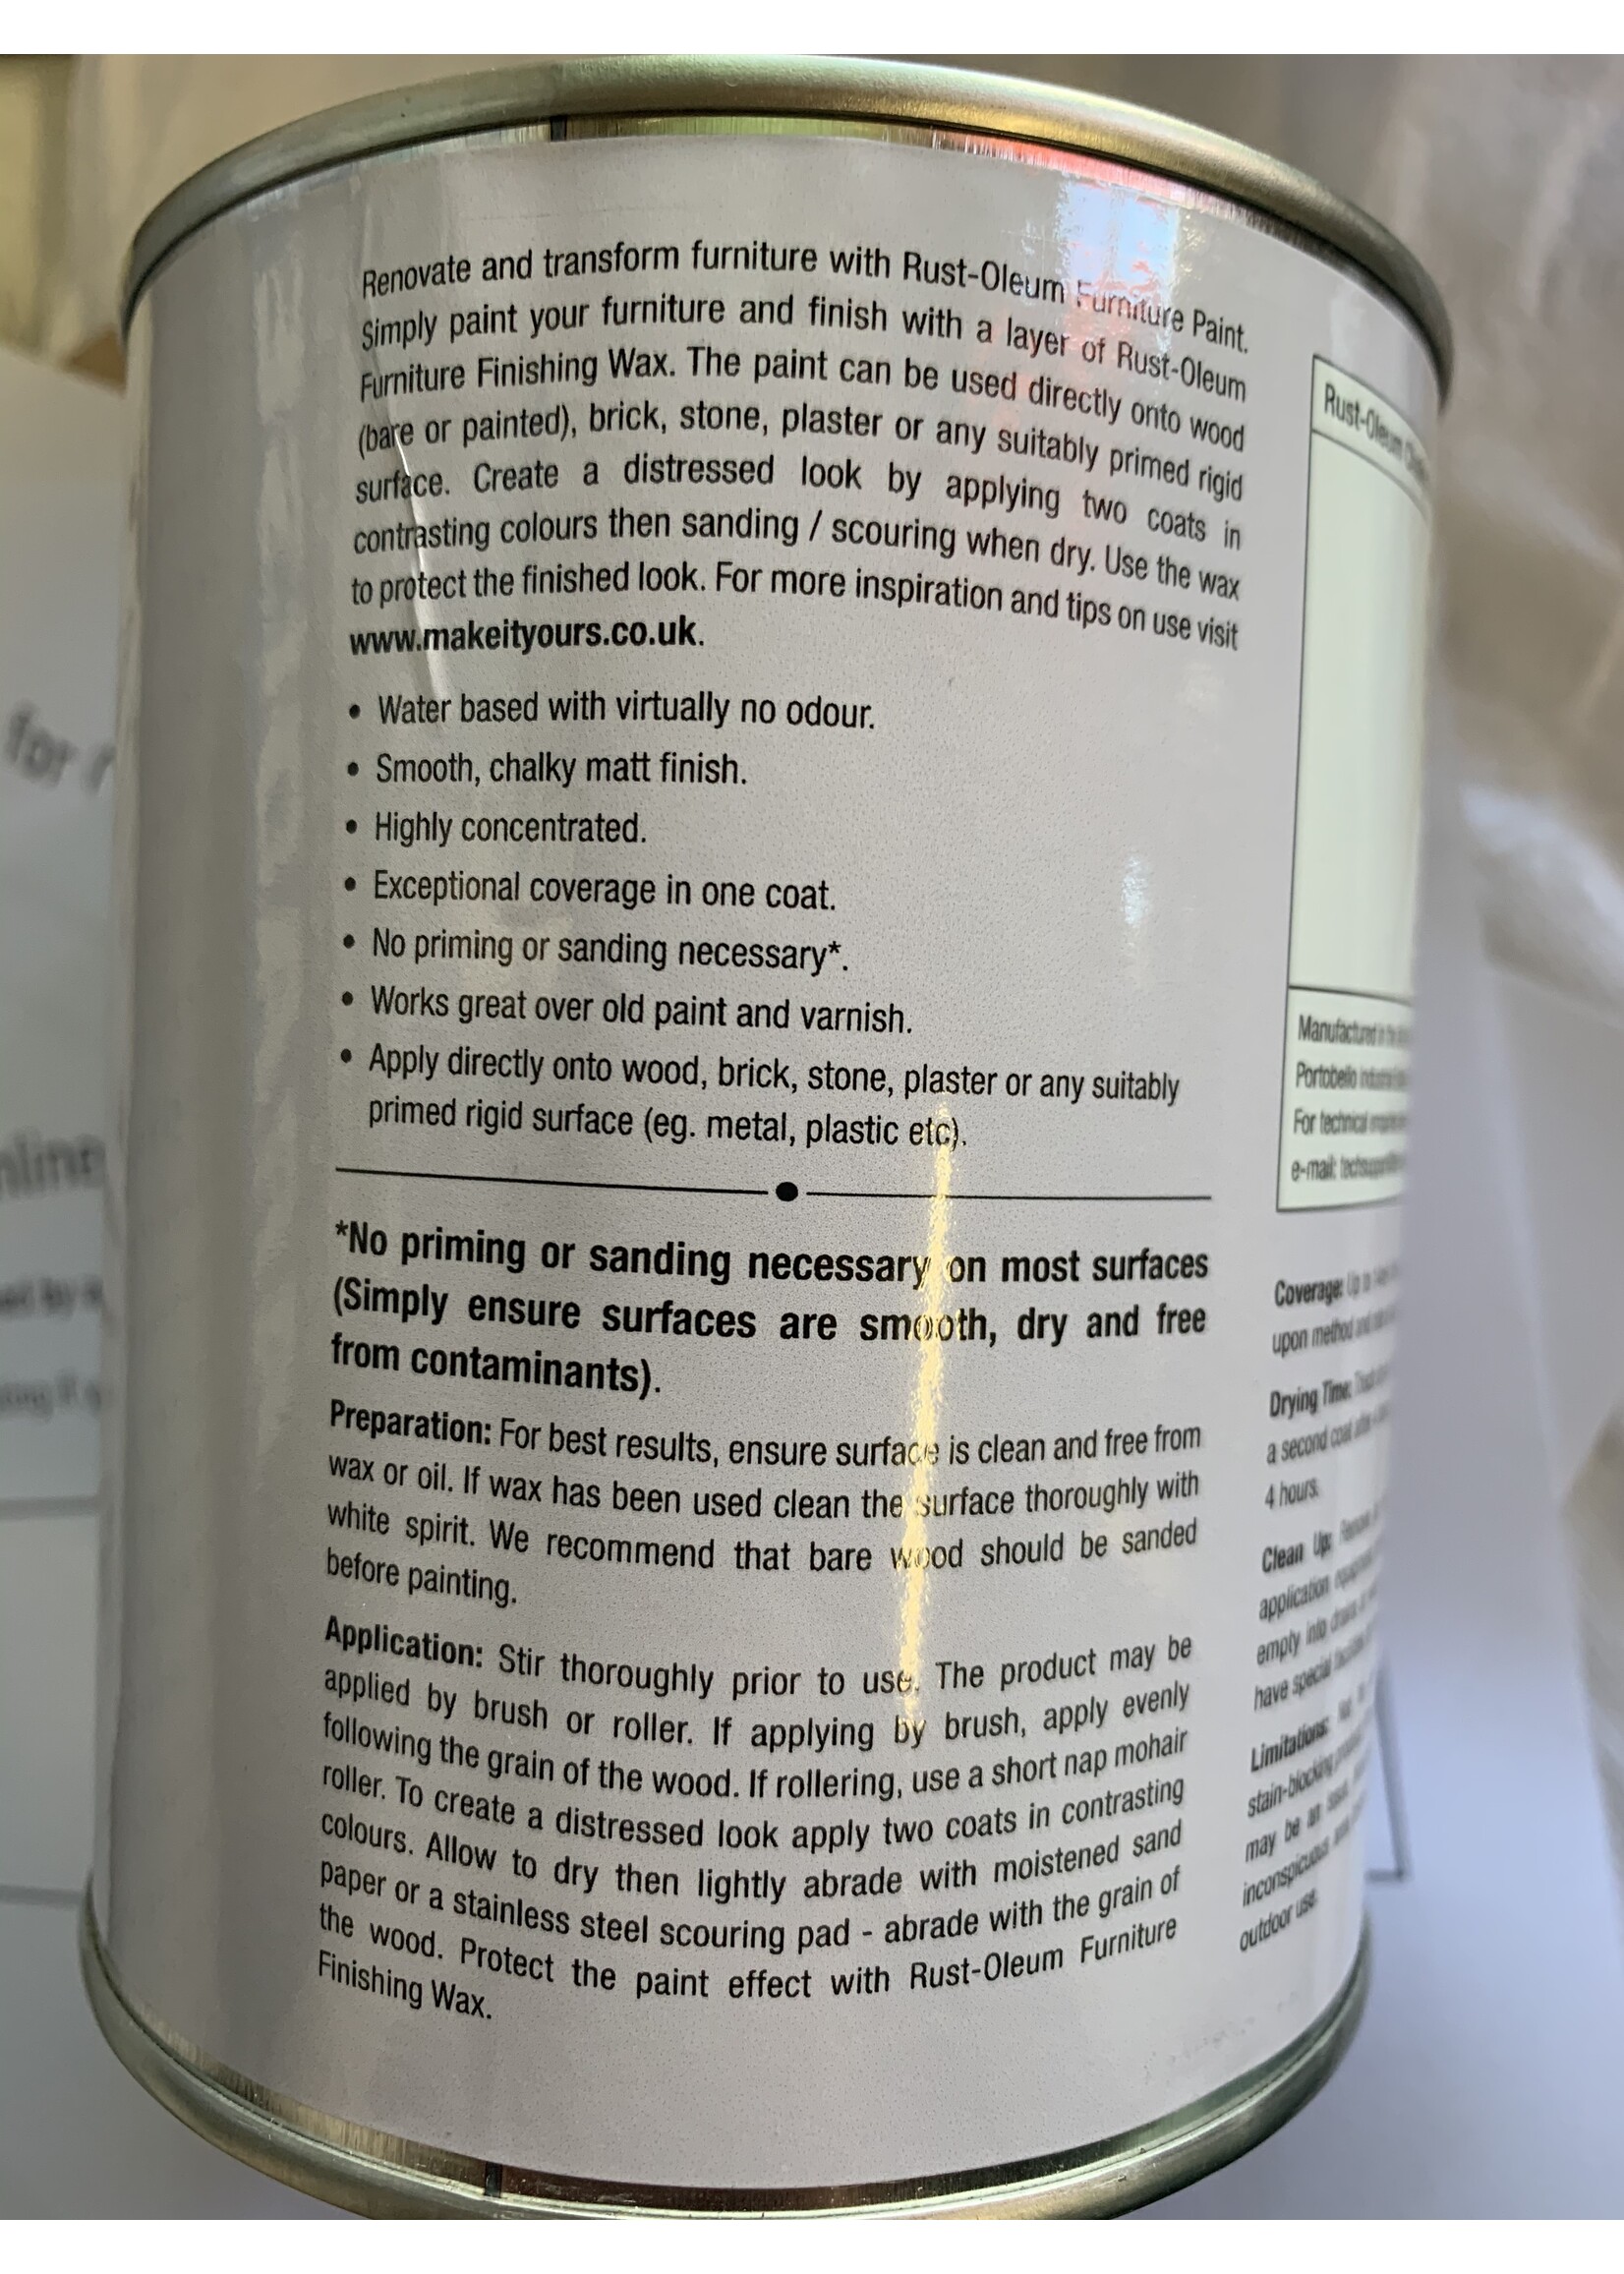 Renovate and transform furniture with Rust-Oleum Furniture Paint.
Simply paint your furniture and finish with a layer of Rust-Oleum
Furniture Finishing Wax. The paint can be used directly onto wood
(bare or painted), brick, stone, plaster or any suitably primed rigid
surface. Create a distressed look by applying two coats in
contrasting colours then sanding / scouring when dry. Use the wax
to protect the finished look. For more inspiration and tips on use visit
www.makeityours.co.uk.
• Water based with virtually no odour.
• Smooth, chalky matt finish.
• Highly concentrated.
• Exceptional coverage in one coat.
• No priming or sanding necessary*.
• Works great over old paint and varnish.
• Apply directly onto wood, brick, stone, plaster or any suitably
primed rigid surface (eg. metal, plastic etc).
*No priming or sanding necessary on most surfaces
(Simply ensure surfaces are smooth, dry and free
from contaminants).
Preparation: For best results, ensure surface is clean and free from
wax or oil. If wax has been used clean the surface thoroughly with
white spirit. We recommend that bare wood should be sanded
before painting.
Application: Stir thoroughly prior to use. The product may be
applied by brush or roller. If applying by brush, apply evenly
following the grain of the wood. If rollering, use a short nap mohair
roller. To create a distressed look apply two coats in contrasting
colours. Allow to dry then lightly abrade with moistened sand
paper or a stainless steel scouring pad - abrade with the grain of
the wood. Protect the paint effect with Rust-Oleum Furniture
Finishing Wax.
Rust-Oleum
Manufactured in the
Portobello Industrial
For technical
e-mail:
Coverage: Up to
upon method and
Drying Time:
a second coat after
4 hours.
Clean Up: Remove
application
empty into drains
have special
Limitations: Not
stain-blocking
may be an
inconspicuous
outdoor use.
for